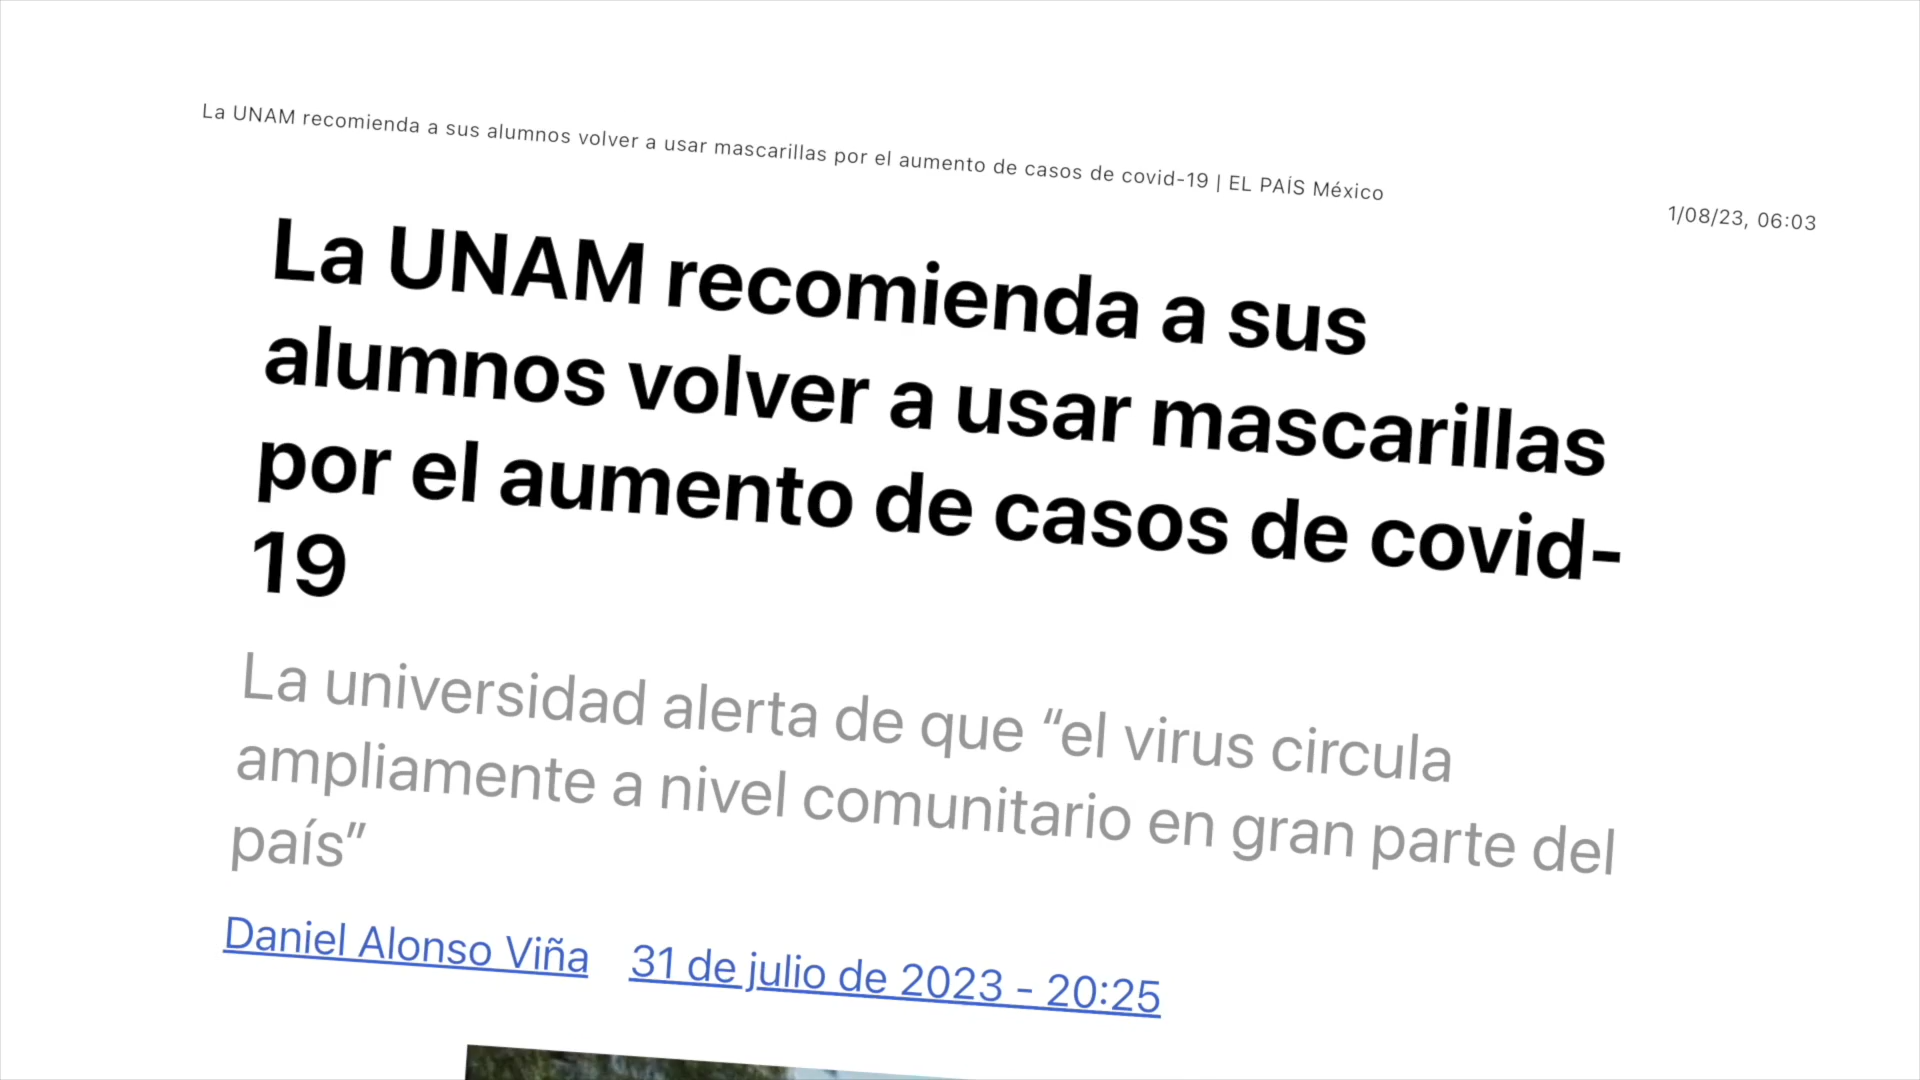 La UNAM recomienda a sus alumnos volver a usar mascarillas por el aumento de casos de covid-19 | EL PAÍS México
1/08/23, 06:03
La UNAM recomienda a sus
alumnos volver a usar mascarillas
por el aumento de casos de covid-
19
La universidad alerta de que “el virus circula
ampliamente a nivel comunitario en gran parte del
país”
Daniel Alonso Viña 31 de julio de 2023 - 20:25